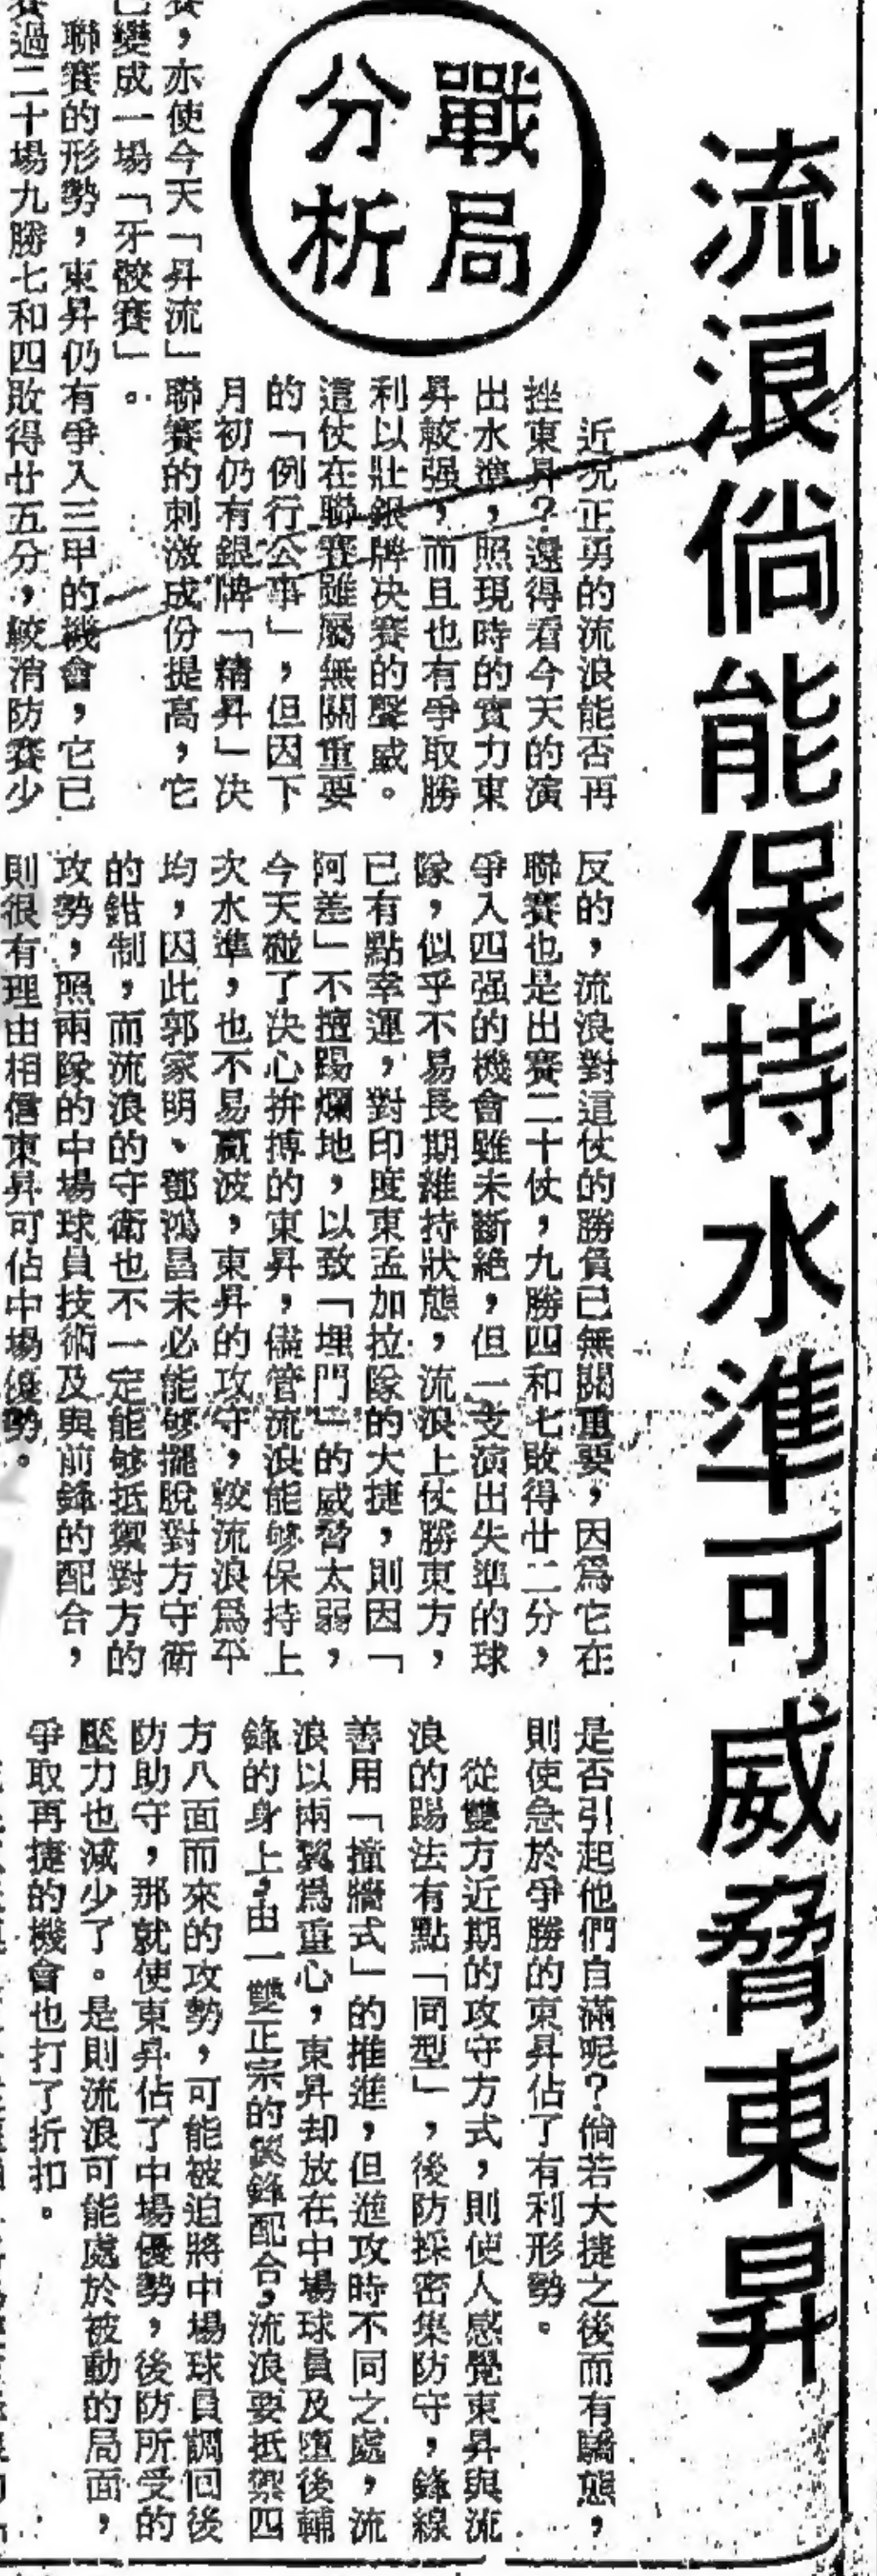 流浪倘能保持水準可威脅東昇
戰局
分析
近況正勇的流浪能否再
挫東昇？還得看今天的演
出水準，照現時的實力東
昇較强，而且也有爭取勝
利以壯銀牌決賽的聲威。
這仗在聯賽雖屬無關重要
的「例行公事」，但因下
月初仍有銀牌「精昇」決
賽，亦使今天「昇流」聯賽的刺激成份提高，它
已變成一場「牙骹賽」。
聯賽的形勢，東昇仍有爭入三甲的機會，它已
賽過二十場九勝七和四敗得廿五分，較消防賽少
反的，流浪對這仗的勝負已無關重要，因為它在
聯賽也是出賽二十仗，九勝四和七敗得廿二分，
爭入四强的機會雖未斷絕，但一支演出失準的球
隊，似乎不易長期維持狀態，流浪上仗勝東方，
已有點幸運，對印度東孟加拉隊的大捷，則因「
阿差」不擅踢爛地，以致「埋門」的威脅太弱，
今天碰了決心拚搏的東昇，儘管流浪能够保持上
次水準，也不易贏波，東昇的攻守，較流浪為平
均，因此郭家明、鄧鴻昌未必能够擺脫對方守衛
的鉗制，而流浪的守衛也不一定能够抵禦對方的
攻勢，照兩隊的中場球員技術及與前鋒的配合，
則很有理由相信東昇可佔中場優勢。
是否引起他們自滿呢？倘若大捷之後而有驕態，
則使急於爭勝的東昇佔了有利形勢。
從雙方近期的攻守方式，則使人感覺東昇與流
浪的踢法有點「同型」，後防採密集防守，鋒線
善用「撞牆式」的推進，但進攻時不同之處，流
浪以兩翼為重心，東昇却放在中場球員及墮後輔
鋒的身上，由一雙正宗的翼鋒配合，流浪要抵禦四
方八面而來的攻勢，可能被迫將中場球員調回後
防助守，那就使東昇佔了中場優勢，後防所受的
壓力也減少了。是則流浪可能處於被動的局面，
爭取再捷的機會也打了折扣。